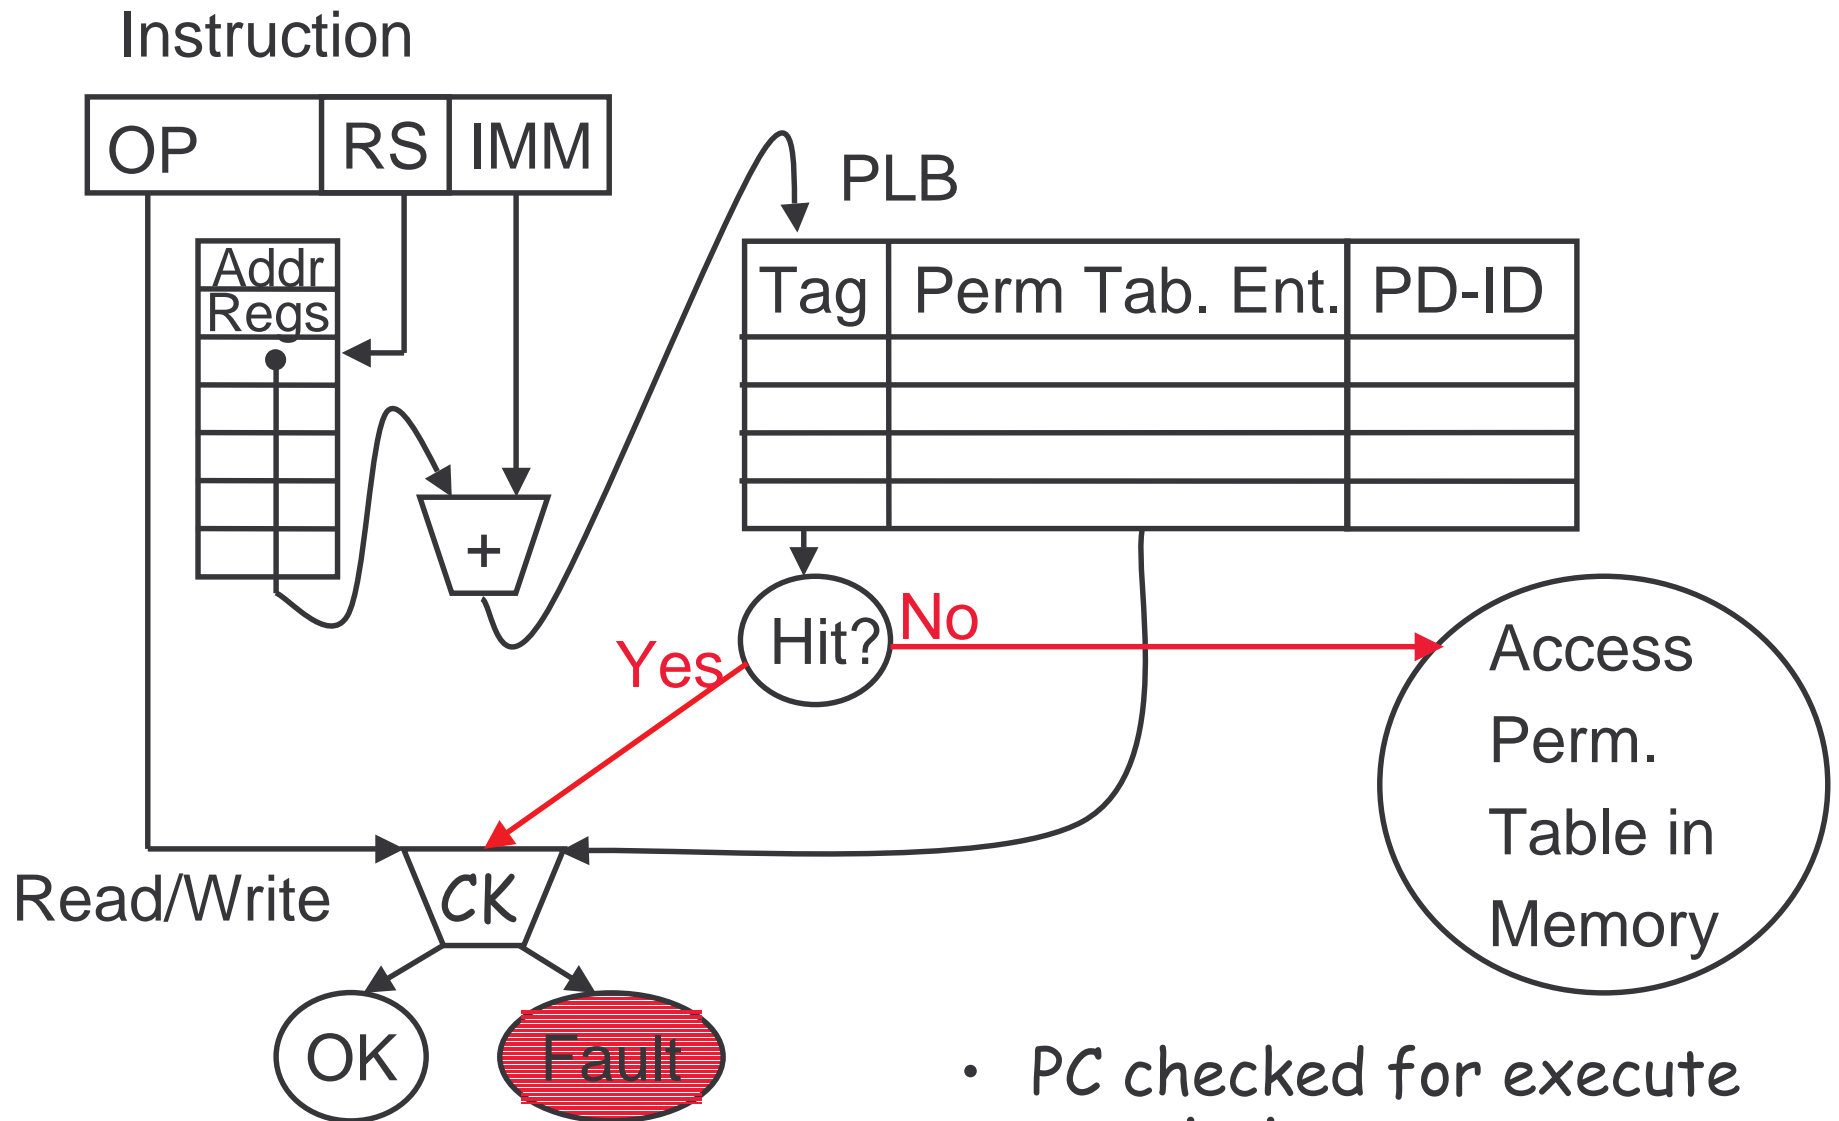 Instruction
OP RS IMM
PLB
Addr
Regs
Tag Perm Tab. Ent. PD-ID
+
Hit?
No
Yes
Access
Perm.
Table in
Memory
Read/Write
CK
OK
Fault
• PC checked for execute